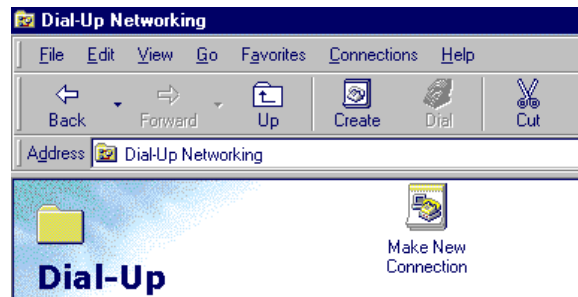 Dial-Up Networking
File Edit View Go Favorites Connections Help
Back Forward Up Create Dial Cut
Address Dial-Up Networking
Make New
Connection
Dial-Up